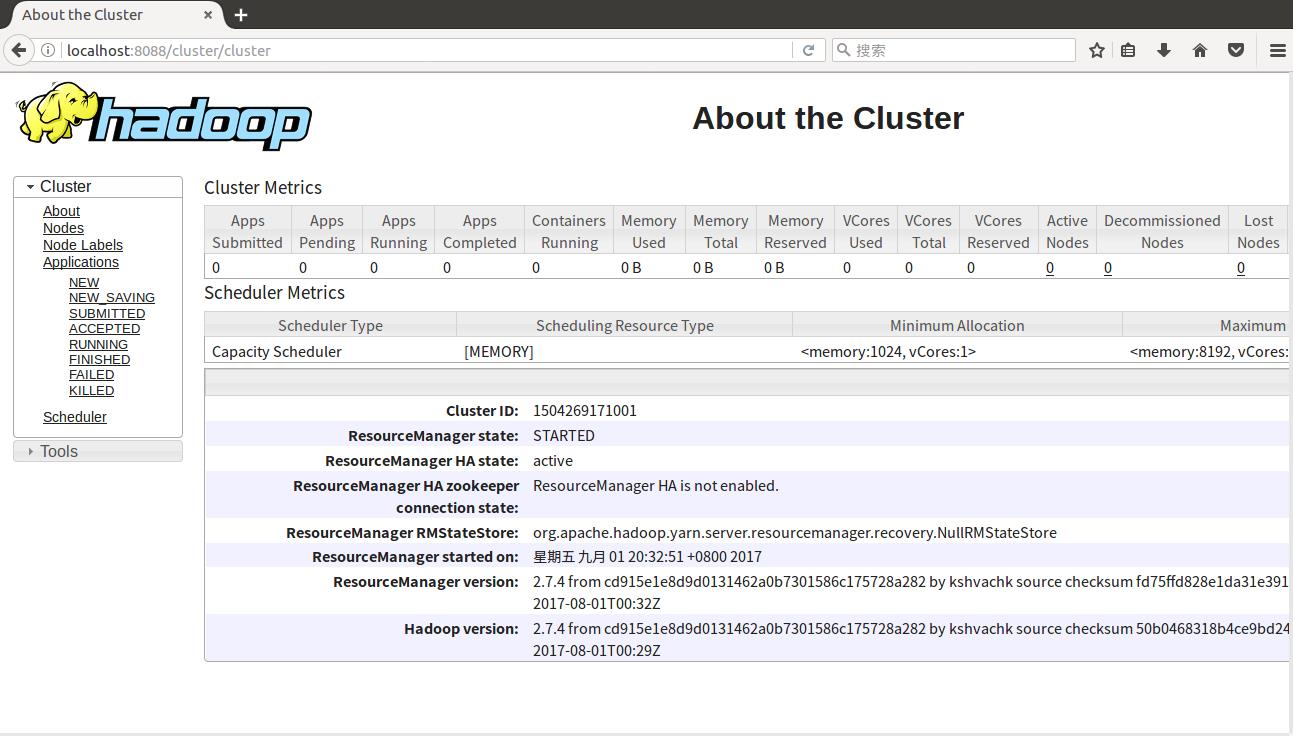 About the Cluster
localhost:8088/cluster/cluster
搜索
hadoop
About the Cluster
Cluster
About
Nodes
Node Labels
Applications
NEW
NEW_SAVING
SUBMITTED
ACCEPTED
RUNNING
FINISHED
FAILED
KILLED
Scheduler
Tools
Cluster Metrics
Apps Submitted Apps Pending Apps Running Apps Completed Containers Running Memory Used Memory Total Memory Reserved VCores Used VCores Total VCores Reserved Active Nodes Decommissioned Nodes Lost Nodes
0 0 0 0 0 0 B 0 B 0 B 0 0 0 0 0 0
Scheduler Metrics
Scheduler Type Scheduling Resource Type Minimum Allocation Maximum
Capacity Scheduler [MEMORY] <memory:1024, vCores:1> <memory:8192, vCores:
Cluster ID: 1504269171001
ResourceManager state: STARTED
ResourceManager HA state: active
ResourceManager HA zookeeper connection state: ResourceManager HA is not enabled.
ResourceManager RMStateStore: org.apache.hadoop.yarn.server.resourcemanager.recovery.NullRMStateStore
ResourceManager started on: 星期五 九月 01 20:32:51 +0800 2017
ResourceManager version: 2.7.4 from cd915e1e8d9d0131462a0b7301586c175728a282 by kshvachk source checksum fd75ffd828e1da31e391
2017-08-01T00:32Z
Hadoop version: 2.7.4 from cd915e1e8d9d0131462a0b7301586c175728a282 by kshvachk source checksum 50b0468318b4ce9bd24
2017-08-01T00:29Z